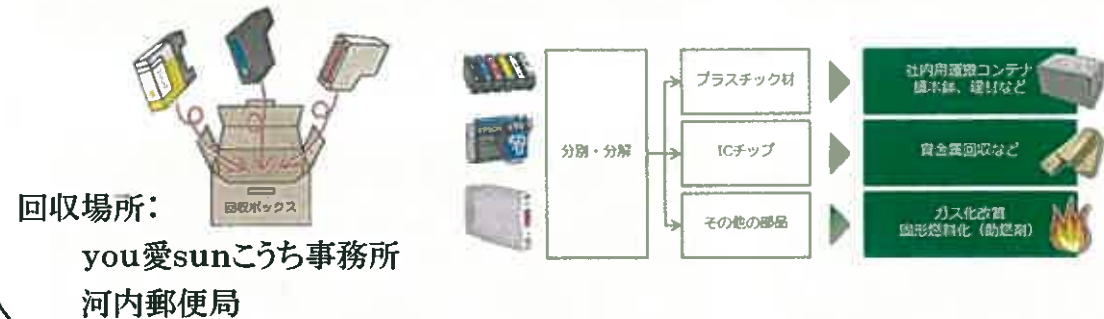 回収ボックス
回収場所：
you愛sunこうち事務所
河内郵便局
EPSON
分別・分解
プラスチック材
ICチップ
その他の部品
社内用運搬コンテナ
植木鉢、建材など
貴金属回収など
ガス化改質
固形燃料化（助燃剤）